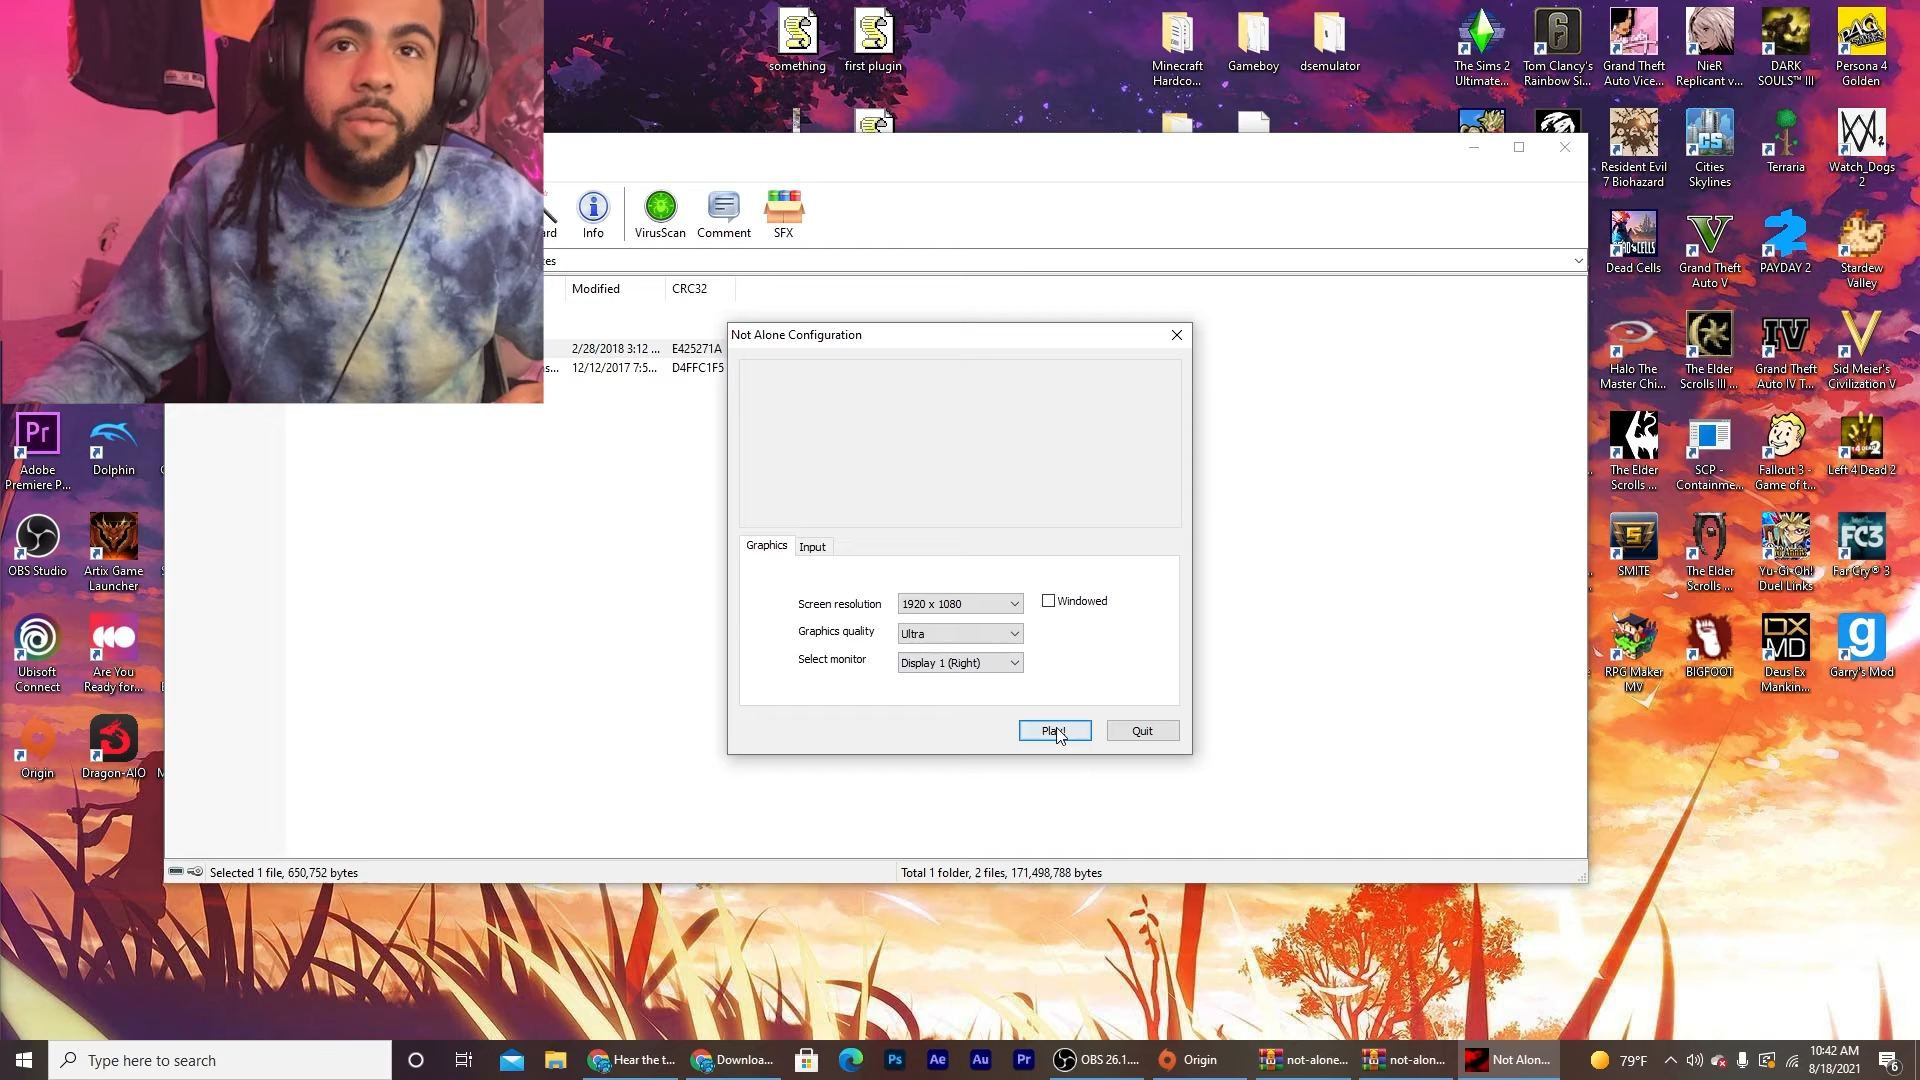 something
first plugin
Minecraft
Hardco...
Gameboy
dsemulator
The Sims 2
Ultimate...
Tom Clancy's
Rainbow Si...
Grand Theft
Auto Vice...
NieR
Replicant v...
DARK
SOULS™ III
Persona 4
Golden
Resident Evil
7 Biohazard
Cities
Skylines
Terraria
Watch_Dogs
2
Info
VirusScan
Comment
SFX
Dead Cells
Grand Theft
Auto V
PAYDAY 2
Stardew
Valley
Modified
CRC32
2/28/2018 3:12 ...
E425271A
12/12/2017 7:5...
D4FFC1F5
Not Alone Configuration
Halo The
Master Chi...
The Elder
Scrolls III ...
Grand Theft
Auto IV T...
Sid Meier's
Civilization V
Adobe
Premiere P...
Dolphin
The Elder
Scrolls ...
SCP -
Containme...
Fallout 3 -
Game of t...
Left 4 Dead 2
OBS Studio
Artix Game
Launcher
SMITE
The Elder
Scrolls ...
Yu-Gi-Oh!
Duel Links
Far Cry® 3
Graphics
Input
Screen resolution
1920 x 1080
Windowed
Graphics quality
Ultra
Select monitor
Display 1 (Right)
Play!
Quit
Ubisoft
Connect
Are You
Ready for...
RPG Maker
MV
BIGFOOT
Deus Ex
Mankin...
Garry's Mod
Origin
Dragon-AIO
Selected 1 file, 650,752 bytes
Total 1 folder, 2 files, 171,498,788 bytes
Type here to search
Hear the t...
Downloa...
Ps
Ae
Au
Pr
OBS 26.1....
Origin
not-alone...
not-alon...
Not Alon...
79°F
10:42 AM
8/18/2021
6